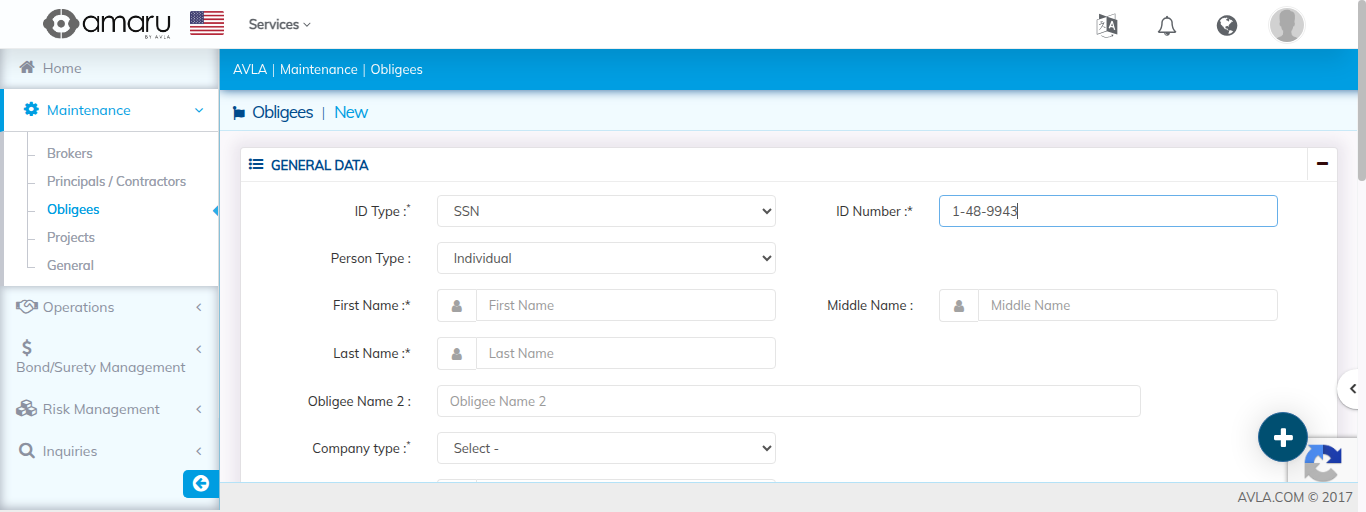 amaru
BY AVLA
Services
Home
AVLA | Maintenance | Obligees
Maintenance
Obligees | New
Brokers
Principals / Contractors
Obligees
Projects
General
Operations
Bond/Surety Management
Risk Management
Inquiries
GENERAL DATA
ID Type :*
SSN
ID Number :*
1-48-9943
Person Type :
Individual
First Name :*
First Name
Middle Name :
Middle Name
Last Name :*
Last Name
Obligee Name 2 :
Obligee Name 2
Company type :*
Select -
AVLA.COM © 2017